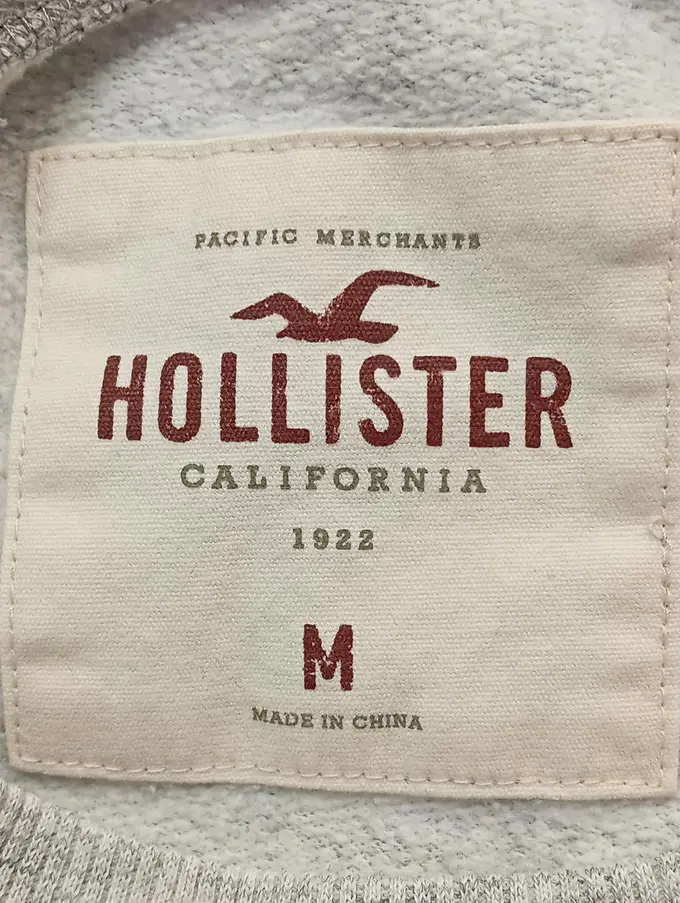 PACIFIC MERCHANTS
HOLLISTER
CALIFORNIA
1922
M
MADE IN CHINA